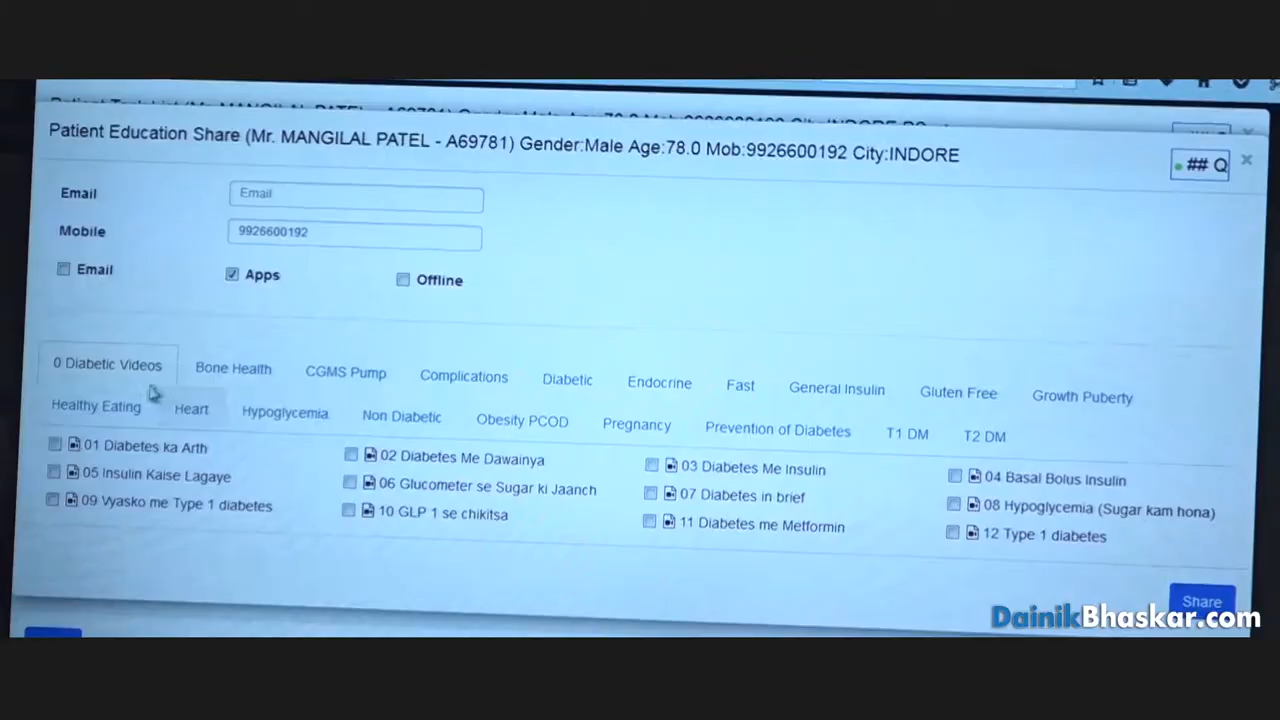 Patient Education Share (Mr. MANGILAL PATEL - A69781) Gender:Male Age:78.0 Mob:9926600192 City:INDORE
## Q
Email Email
Mobile 9926600192
Email Apps Offline
0 Diabetic Videos Bone Health CGMS Pump Complications Diabetic Endocrine Fast General Insulin Gluten Free Growth Puberty
Healthy Eating Heart Hypoglycemia Non Diabetic Obesity PCOD Pregnancy Prevention of Diabetes T1 DM T2 DM
01 Diabetes ka Arth 02 Diabetes Me Dawainya 03 Diabetes Me Insulin 04 Basal Bolus Insulin
05 Insulin Kaise Lagaye 06 Glucometer se Sugar ki Jaanch 07 Diabetes in brief 08 Hypoglycemia (Sugar kam hona)
09 Vyasko me Type 1 diabetes 10 GLP 1 se chikitsa 11 Diabetes me Metformin 12 Type 1 diabetes
Share
DainikBhaskar.com